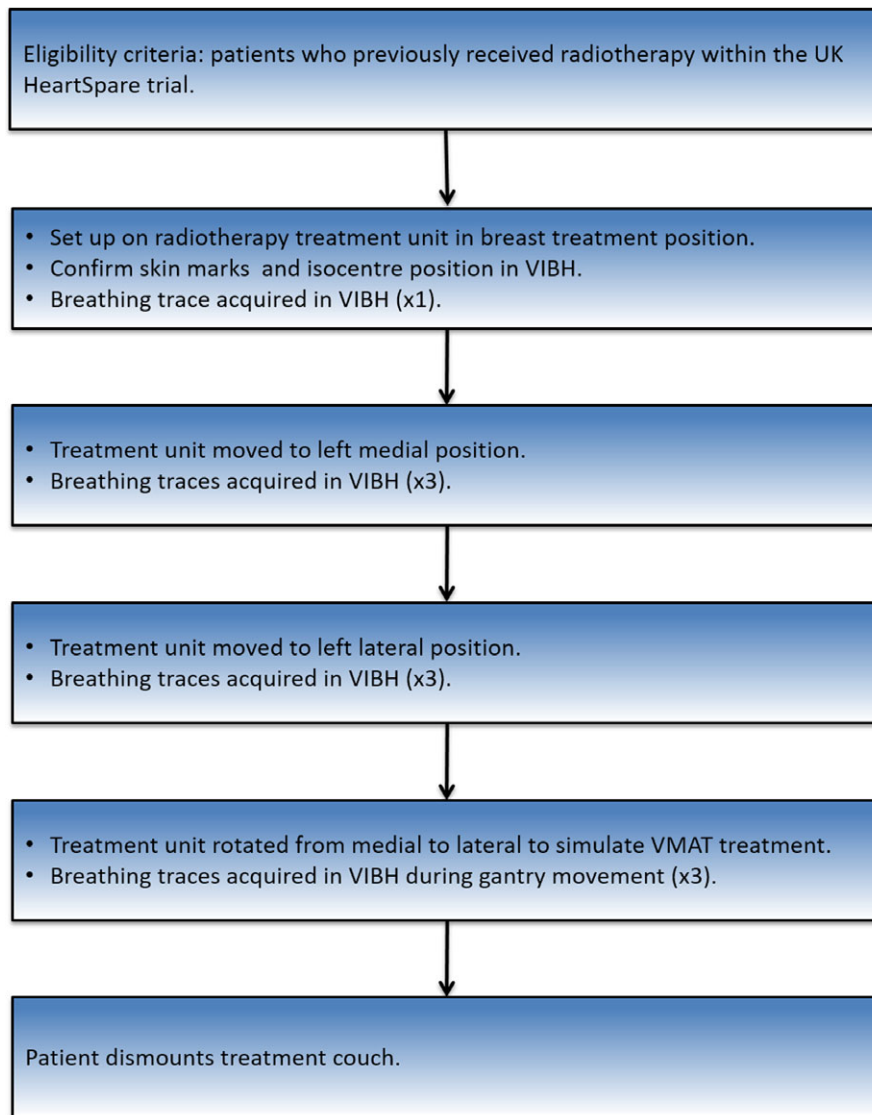 Eligibility criteria: patients who previously received radiotherapy within the UK
HeartSpare trial.
• Set up on radiotherapy treatment unit in breast treatment position.
• Confirm skin marks and isocentre position in VIBH.
• Breathing trace acquired in VIBH (x1).
• Treatment unit moved to left medial position.
• Breathing traces acquired in VIBH (x3).
• Treatment unit moved to left lateral position.
• Breathing traces acquired in VIBH (x3).
• Treatment unit rotated from medial to lateral to simulate VMAT treatment.
• Breathing traces acquired in VIBH during gantry movement (x3).
Patient dismounts treatment couch.